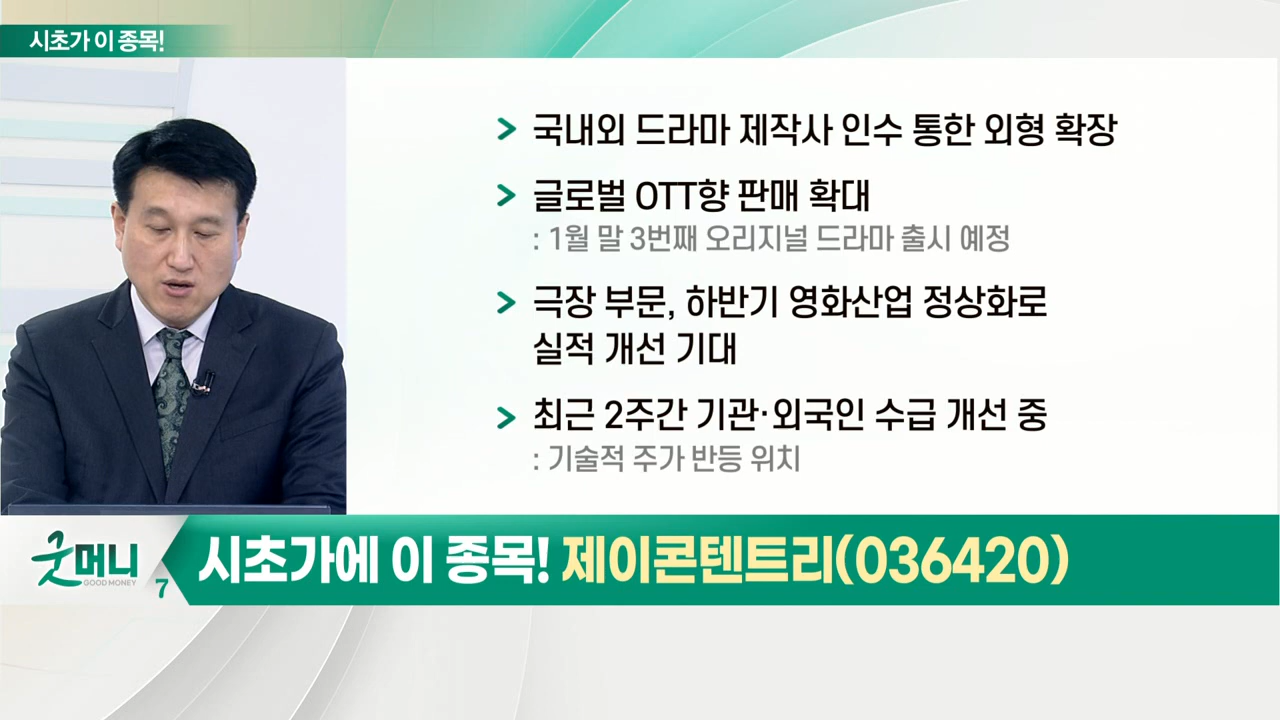 시초가 이 종목!
> 국내외 드라마 제작사 인수 통한 외형 확장
> 글로벌 OTT향 판매 확대
: 1월 말 3번째 오리지널 드라마 출시 예정
> 극장 부문, 하반기 영화산업 정상화로
실적 개선 기대
> 최근 2주간 기관·외국인 수급 개선 중
: 기술적 주가 반등 위치
굿머니
GOOD MONEY
7
시초가에 이 종목! 제이콘텐트리(036420)